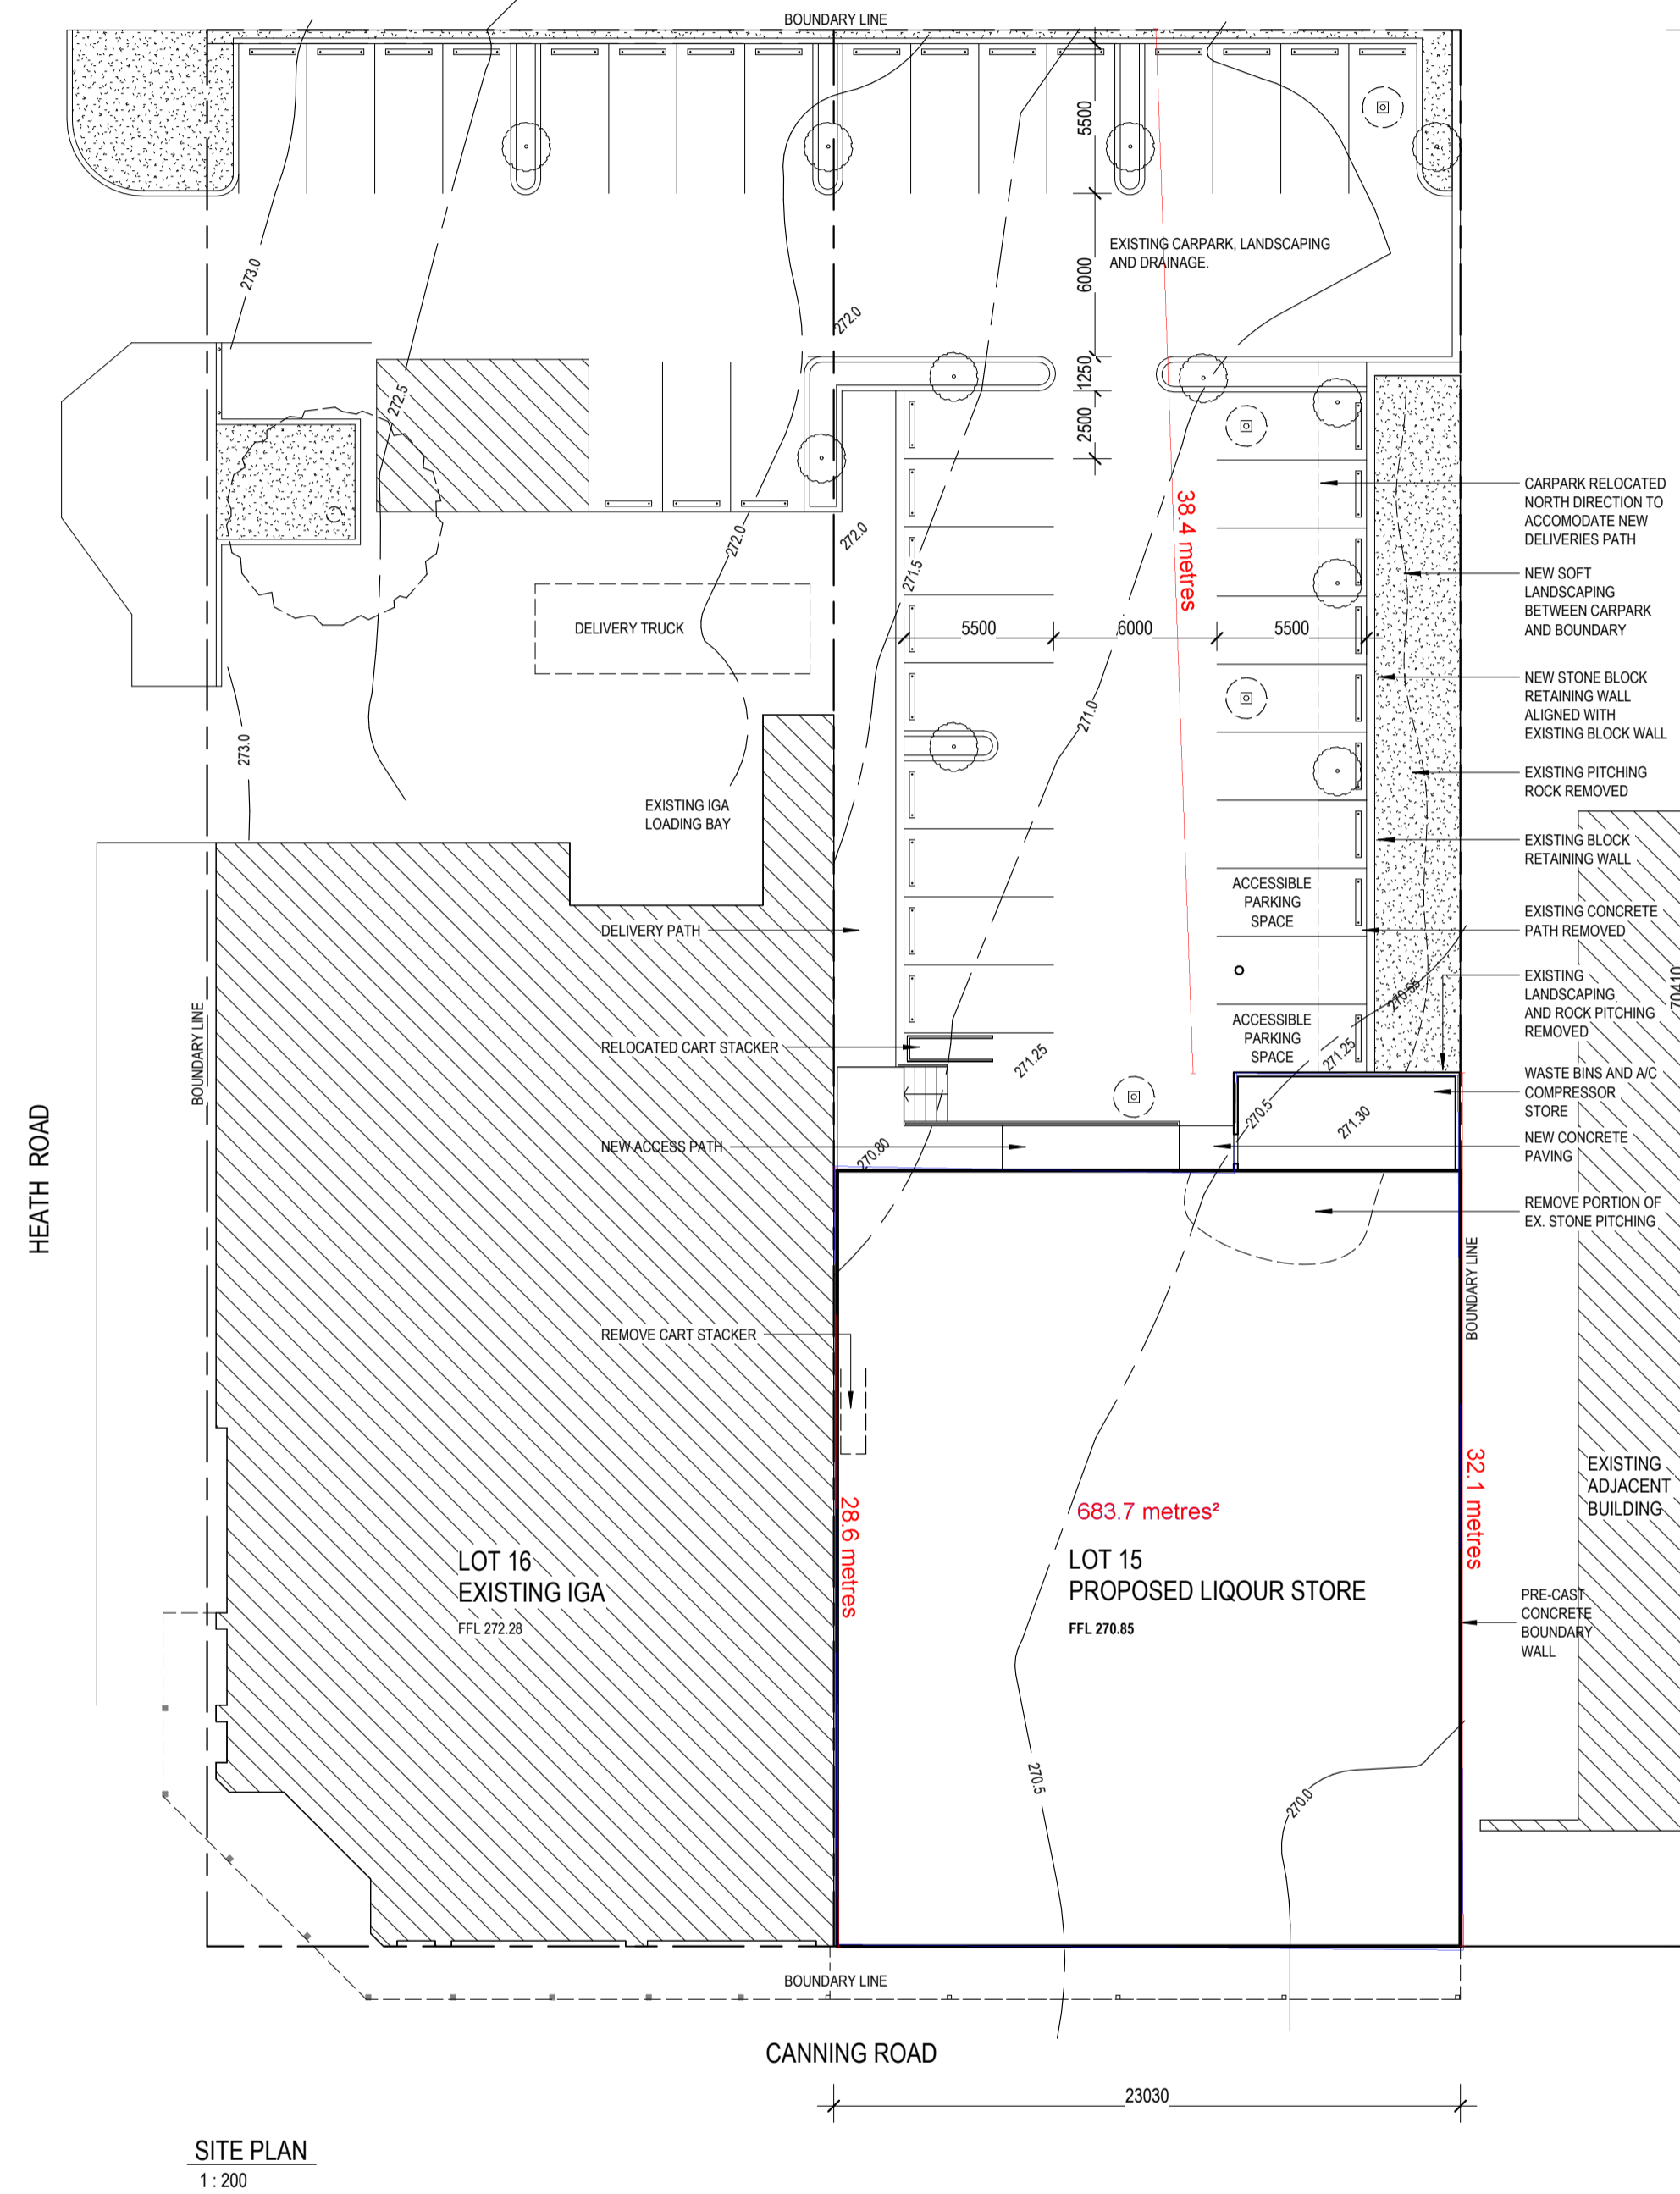 BOUNDARY LINE
5500
EXISTING CARPARK, LANDSCAPING
AND DRAINAGE.
6000
273.0
272.0
1250
272.5
2500
272.0
272.0
38.4 metres
CARPARK RELOCATED
NORTH DIRECTION TO
ACCOMODATE NEW
DELIVERIES PATH
271.5
NEW SOFT
LANDSCAPING
BETWEEN CARPARK
AND BOUNDARY
DELIVERY TRUCK
5500
6000
5500
NEW STONE BLOCK
RETAINING WALL
ALIGNED WITH
EXISTING BLOCK WALL
271.0
273.0
EXISTING PITCHING
ROCK REMOVED
EXISTING IGA
LOADING BAY
EXISTING BLOCK
RETAINING WALL
ACCESSIBLE
PARKING
SPACE
DELIVERY PATH
EXISTING CONCRETE
PATH REMOVED
EXISTING
LANDSCAPING
AND ROCK PITCHING
REMOVED
70410
270.55
BOUNDARY LINE
ACCESSIBLE
PARKING
SPACE
RELOCATED CART STACKER
271.25
271.25
WASTE BINS AND A/C
COMPRESSOR
STORE
270.5
271.30
NEW ACCESS PATH
270.80
NEW CONCRETE
PAVING
HEATH ROAD
REMOVE PORTION OF
EX. STONE PITCHING
BOUNDARY LINE
REMOVE CART STACKER
EXISTING
ADJACENT
BUILDING
32.1 metres
28.6 metres
683.7 metres²
LOT 16
EXISTING IGA
FFL 272.28
LOT 15
PROPOSED LIQOUR STORE
FFL 270.85
PRE-CAST
CONCRETE
BOUNDARY
WALL
270.5
270.0
BOUNDARY LINE
CANNING ROAD
23030
SITE PLAN
1 : 200